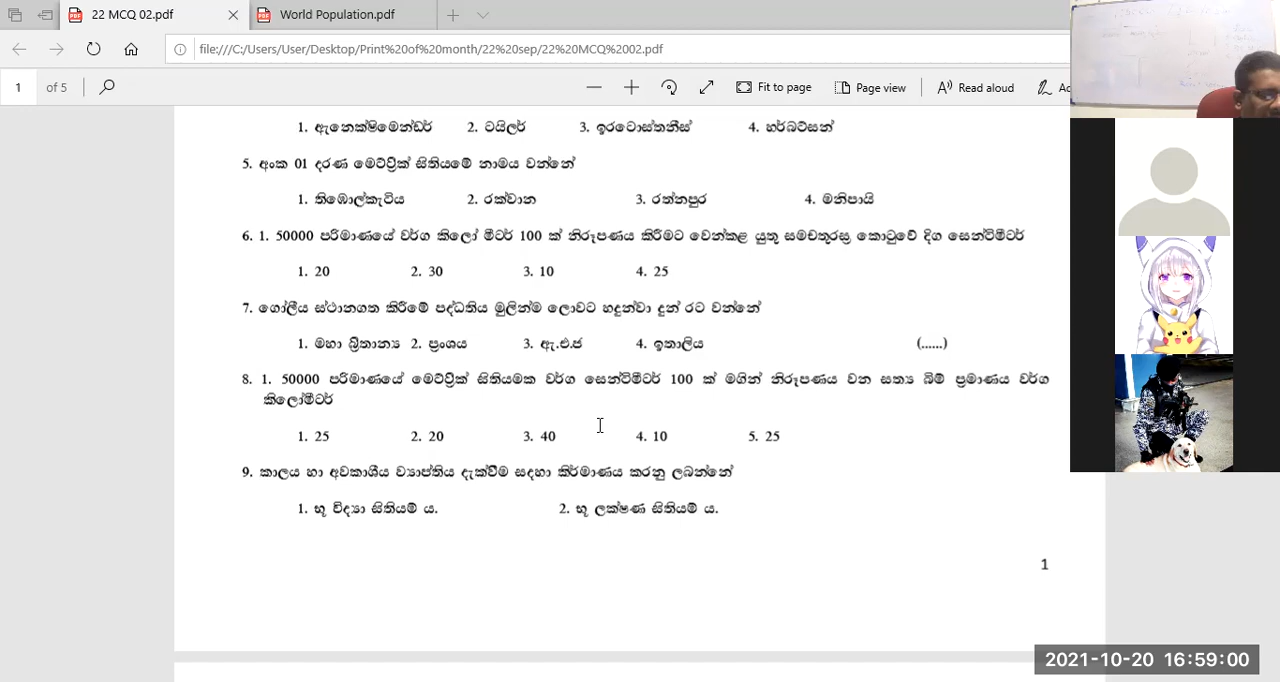 22 MCQ 02.pdf
World Population.pdf
file:///C:/Users/User/Desktop/Print%20of%20month/22%20sep/22%20MCQ%2002.pdf
1 of 5 Fit to page Page view Read aloud
1. ඇනෙක්ෂමෙන්ඩර් 2. ටයිලර් 3. ඉරටොස්තනීස් 4. හර්බට්සන්
5. අංක 01 දරණ මෙට්ප්‍රික් සිතියමේ නාමය වන්නේ
1. තිඹොල්කැටිය 2. රක්වාන 3. රත්නපුර 4. මනිපායි
6. 1. 50000 පරිමාණයේ වර්ග කිලෝ මීටර් 100 ක් නිරූපණය කිරීමට වෙන්කළ යුතු සමචතුරස්‍ර කොටුවේ දිග සෙන්ටිමීටර්
1. 20 2. 30 3. 10 4. 25
7. ගෝලීය ස්ථානගත කිරීමේ පද්ධතිය මුලින්ම ලොවට හදුන්වා දුන් රට වන්නේ
1. මහා බ්‍රිතාන්‍ය 2. ප්‍රංශය 3. ඇ.එ.ජ 4. ඉතාලිය (......)
8. 1. 50000 පරිමාණයේ මෙට්ප්‍රික් සිතියමක වර්ග සෙන්ටිමීටර් 100 ක් මගින් නිරූපණය වන සත්‍ය බිම් ප්‍රමාණය වර්ග
කිලෝමීටර්
1. 25 2. 20 3. 40 4. 10 5. 25
9. කාලය හා අවකාශීය ව්‍යාප්තිය දැක්වීම සදහා කිර්මාණය කරනු ලබන්නේ
1. භූ විද්‍යා සිතියම් ය. 2. භූ ලක්ෂණ සිතියම් ය.
1
2021-10-20 16:59:00